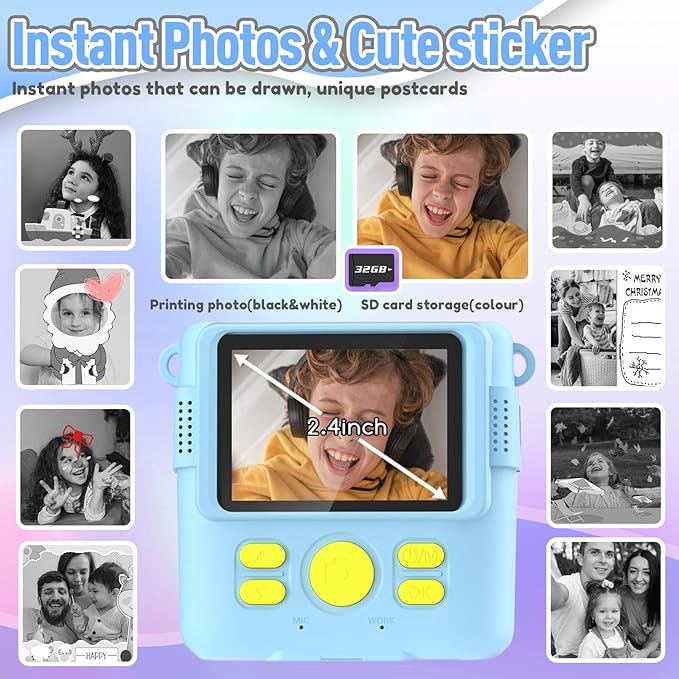 Instant Photos & Cute sticker
Instant photos that can be drawn, unique postcards
32GB
Printing photo(black&white)
SD card storage(colour)
MERRY
CHRISTMA
2.4inch
/M
OK
MIC
WORK
HAPPY